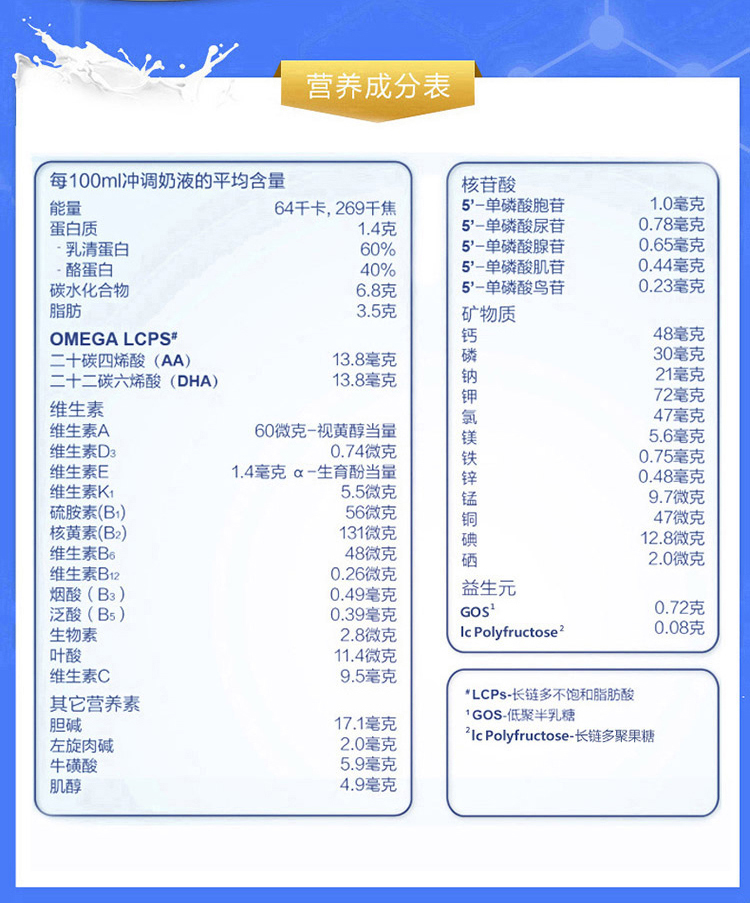 营养成分表
每100ml冲调奶液的平均含量
能量 64千卡, 269千焦
蛋白质 1.4克
- 乳清蛋白 60%
- 酪蛋白 40%
碳水化合物 6.8克
脂肪 3.5克
OMEGA LCPS#
二十碳四烯酸（AA） 13.8毫克
二十二碳六烯酸（DHA） 13.8毫克
维生素
维生素A 60微克-视黄醇当量
维生素D₃ 0.74微克
维生素E 1.4毫克 α-生育酚当量
维生素K₁ 5.5微克
硫胺素(B₁) 56微克
核黄素(B₂) 131微克
维生素B₆ 48微克
维生素B₁₂ 0.26微克
烟酸（B₃） 0.49毫克
泛酸（B₅） 0.39毫克
生物素 2.8微克
叶酸 11.4微克
维生素C 9.5毫克
其它营养素
胆碱 17.1毫克
左旋肉碱 2.0毫克
牛磺酸 5.9毫克
肌醇 4.9毫克
核苷酸
5'-单磷酸胞苷 1.0毫克
5'-单磷酸尿苷 0.78毫克
5'-单磷酸腺苷 0.65毫克
5'-单磷酸肌苷 0.44毫克
5'-单磷酸鸟苷 0.23毫克
矿物质
钙 48毫克
磷 30毫克
钠 21毫克
钾 72毫克
氯 47毫克
镁 5.6毫克
铁 0.75毫克
锌 0.48毫克
锰 9.7微克
铜 47微克
碘 12.8微克
硒 2.0微克
益生元
GOS¹ 0.72克
lc Polyfructose² 0.08克
#LCPs-长链多不饱和脂肪酸
¹GOS-低聚半乳糖
²lc Polyfructose-长链多聚果糖